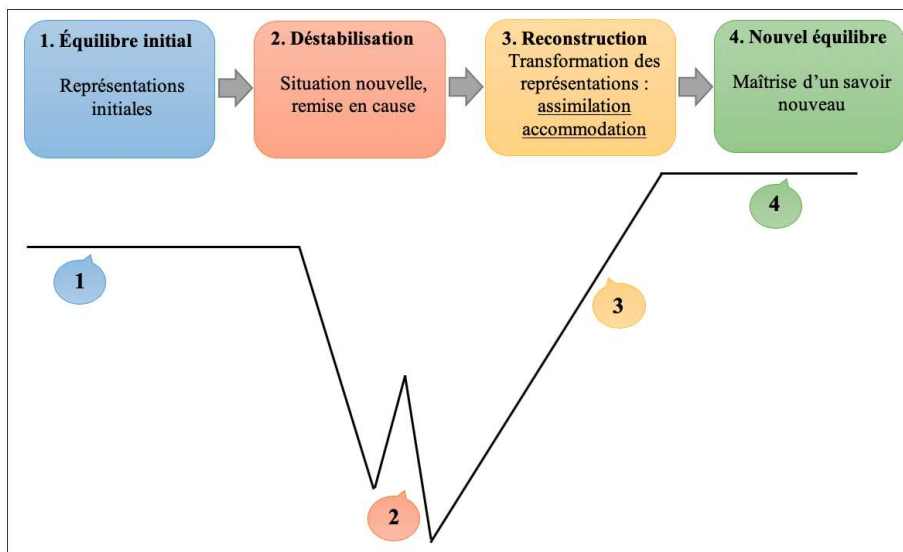 1. Équilibre initial
Représentations
initiales
2. Déstabilisation
Situation nouvelle,
remise en cause
3. Reconstruction
Transformation des
représentations :
assimilation
accommodation
4. Nouvel équilibre
Maîtrise d'un savoir
nouveau
1
2
3
4